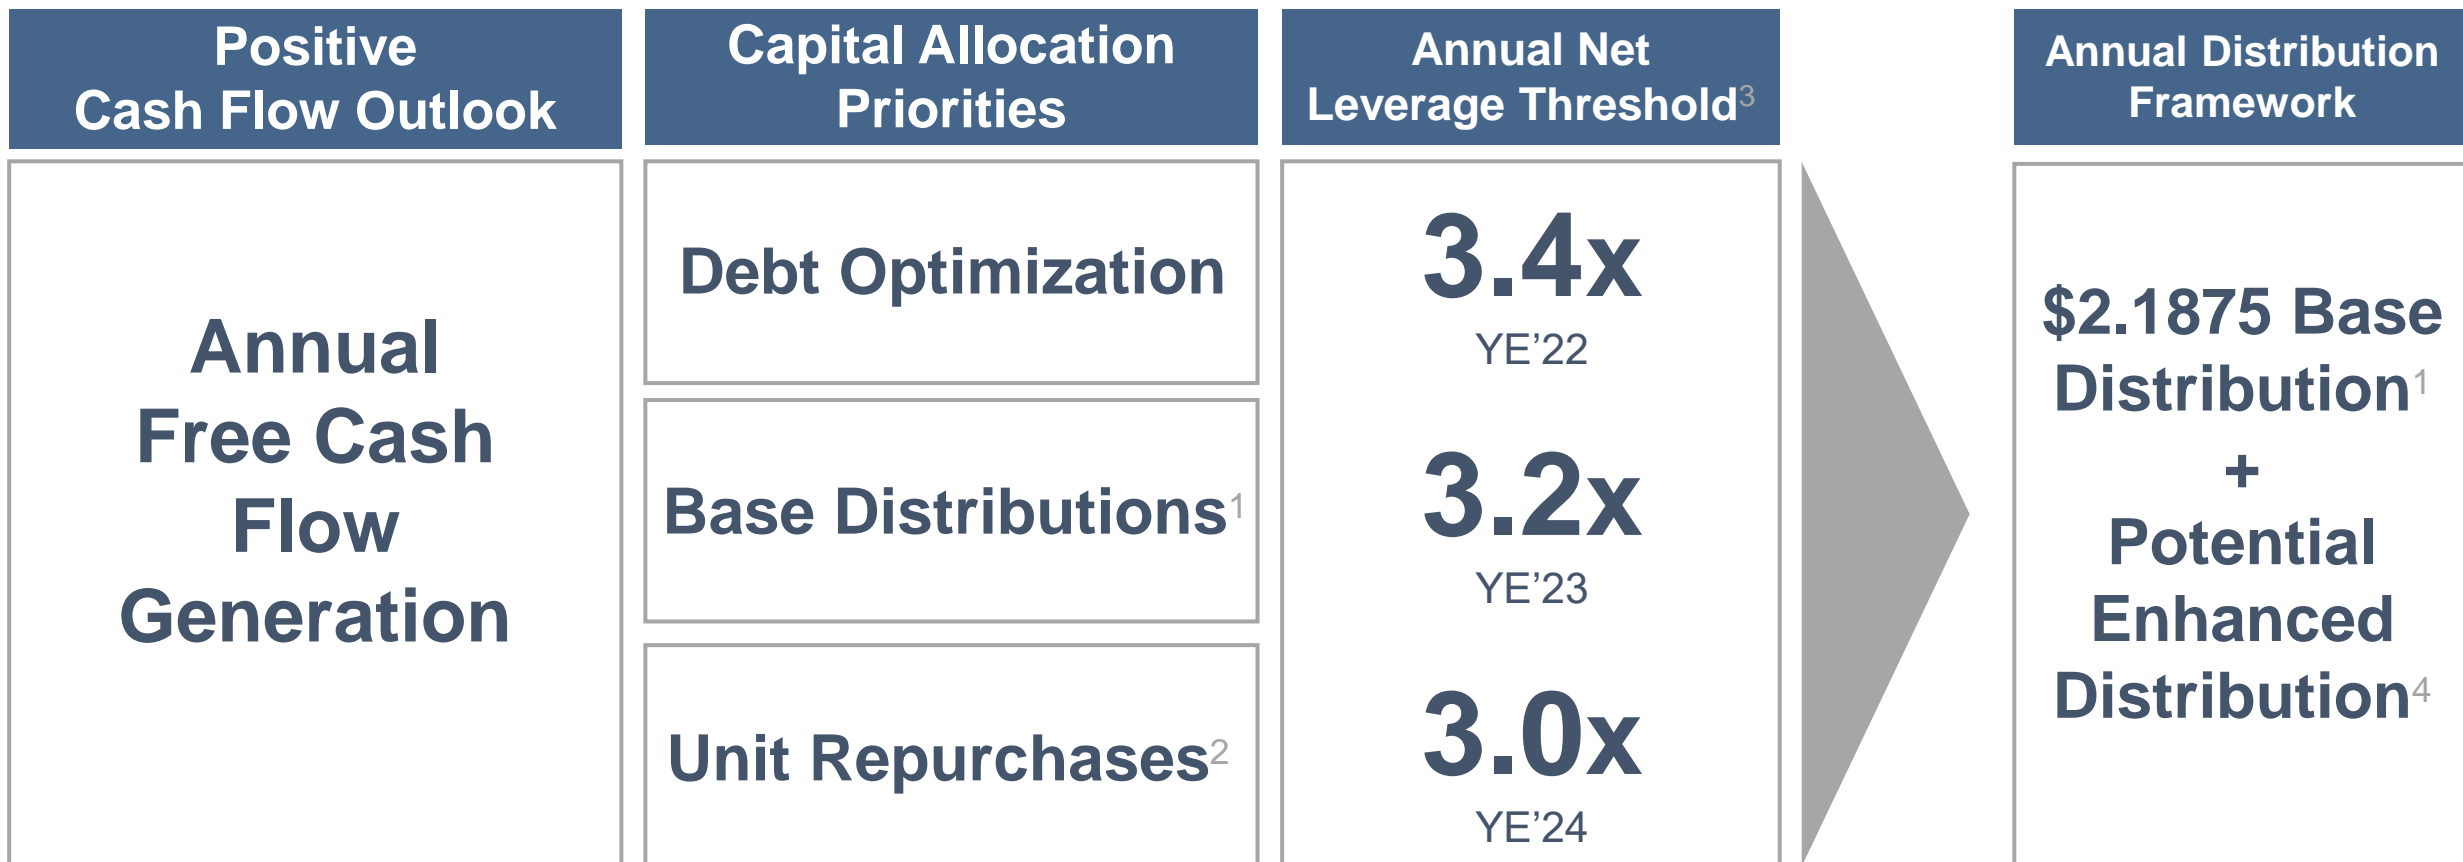 Positive
Cash Flow Outlook
Annual
Free Cash
Flow
Generation
Capital Allocation
Priorities
Debt Optimization
Base Distributions1
Unit Repurchases2
Annual Net
Leverage Threshold3
3.4x
YE'22
3.2x
YE'23
3.0x
YE'24
Annual Distribution
Framework
$2.1875 Base
Distribution1
+
Potential
Enhanced
Distribution4